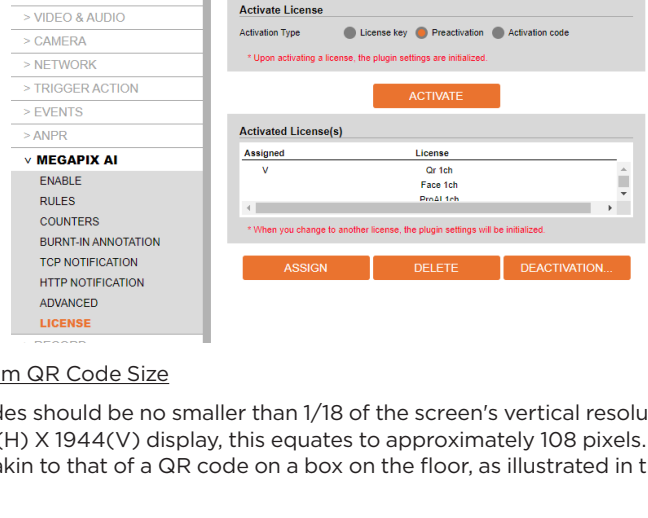 > VIDEO & AUDIO
> CAMERA
> NETWORK
> TRIGGER ACTION
> EVENTS
> ANPR
v MEGAPIX AI
ENABLE
RULES
COUNTERS
BURNT-IN ANNOTATION
TCP NOTIFICATION
HTTP NOTIFICATION
ADVANCED
LICENSE
> RECORD
Activate License
Activation Type License key Preactivation Activation code
* Upon activating a license, the plugin settings are initialized.
ACTIVATE
Activated License(s)
Assigned License
V Qr 1ch
Face 1ch
ProAI 1ch
* When you change to another license, the plugin settings will be initialized.
ASSIGN DELETE DEACTIVATION...
m QR Code Size
des should be no smaller than 1/18 of the screen's vertical resolu
(H) X 1944(V) display, this equates to approximately 108 pixels.
akin to that of a QR code on a box on the floor, as illustrated in t